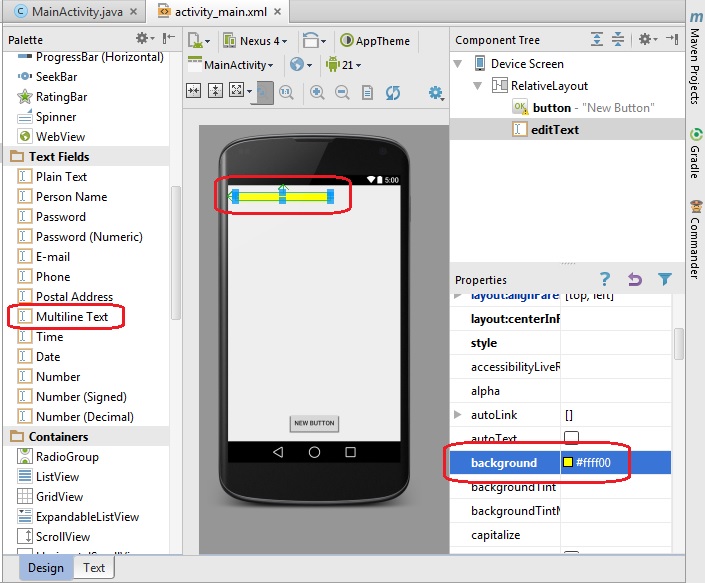 MainActivity.java
activity_main.xml
Palette
ProgressBar (Horizontal)
SeekBar
RatingBar
Spinner
WebView
Text Fields
Plain Text
Person Name
Password
Password (Numeric)
E-mail
Phone
Postal Address
Multiline Text
Time
Date
Number
Number (Signed)
Number (Decimal)
Containers
RadioGroup
ListView
GridView
ExpandableListView
ScrollView
Design
Text
Nexus 4
AppTheme
MainActivity
21
1:1
5:00
NEW BUTTON
Component Tree
Device Screen
RelativeLayout
OK
button - "New Button"
editText
Properties
?
layout:alignPare
[top, left]
layout:centerInP
style
accessibilityLiveR
alpha
autoLink
[]
autoText
background
#ffff00
backgroundTint
backgroundTintM
capitalize
m
Maven Projects
Gradle
Commander